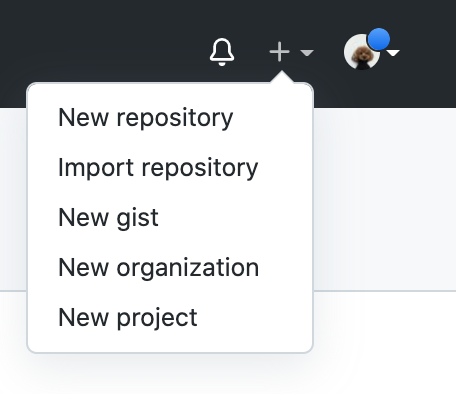 New repository
Import repository
New gist
New organization
New project